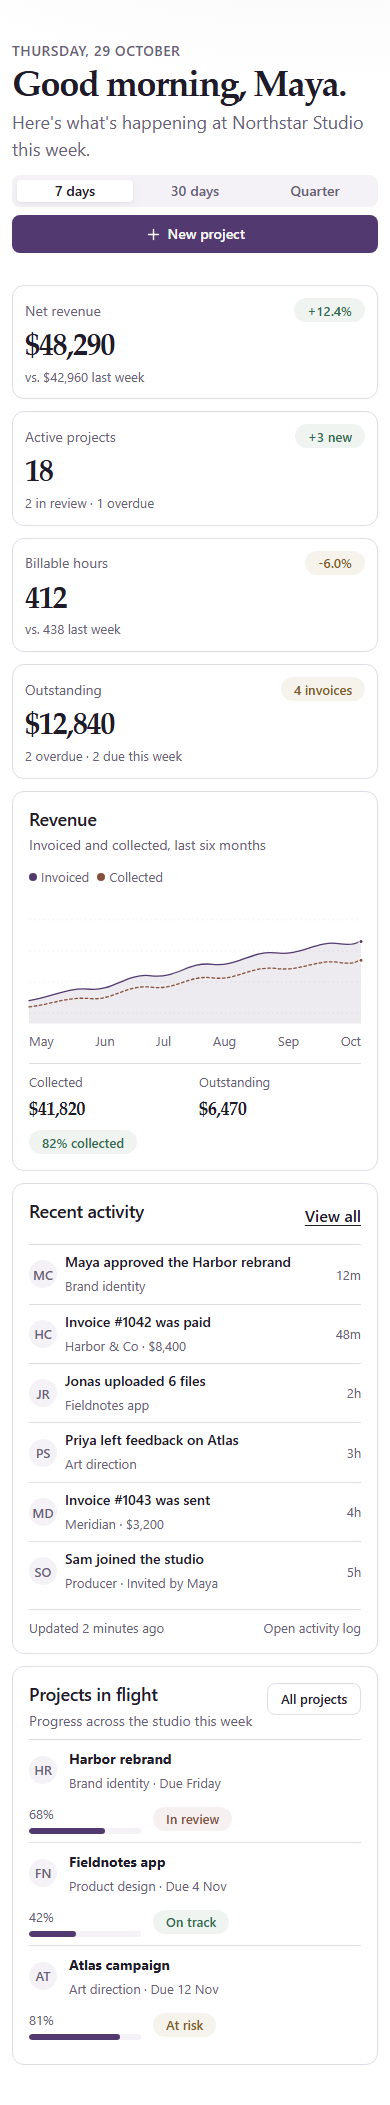 THURSDAY, 29 OCTOBER
Good morning, Maya.
Here's what's happening at Northstar Studio
this week.
7 days 30 days Quarter
+ New project
Net revenue +12.4%
$48,290
vs. $42,960 last week
Active projects +3 new
18
2 in review · 1 overdue
Billable hours -6.0%
412
vs. 438 last week
Outstanding 4 invoices
$12,840
2 overdue · 2 due this week
Revenue
Invoiced and collected, last six months
Invoiced Collected
May Jun Jul Aug Sep Oct
Collected Outstanding
$41,820 $6,470
82% collected
Recent activity View all
MC Maya approved the Harbor rebrand 12m
Brand identity
HC Invoice #1042 was paid 48m
Harbor & Co · $8,400
JR Jonas uploaded 6 files 2h
Fieldnotes app
PS Priya left feedback on Atlas 3h
Art direction
MD Invoice #1043 was sent 4h
Meridian · $3,200
SO Sam joined the studio 5h
Producer · Invited by Maya
Updated 2 minutes ago Open activity log
Projects in flight All projects
Progress across the studio this week
HR Harbor rebrand
Brand identity · Due Friday
68% In review
FN Fieldnotes app
Product design · Due 4 Nov
42% On track
AT Atlas campaign
Art direction · Due 12 Nov
81% At risk